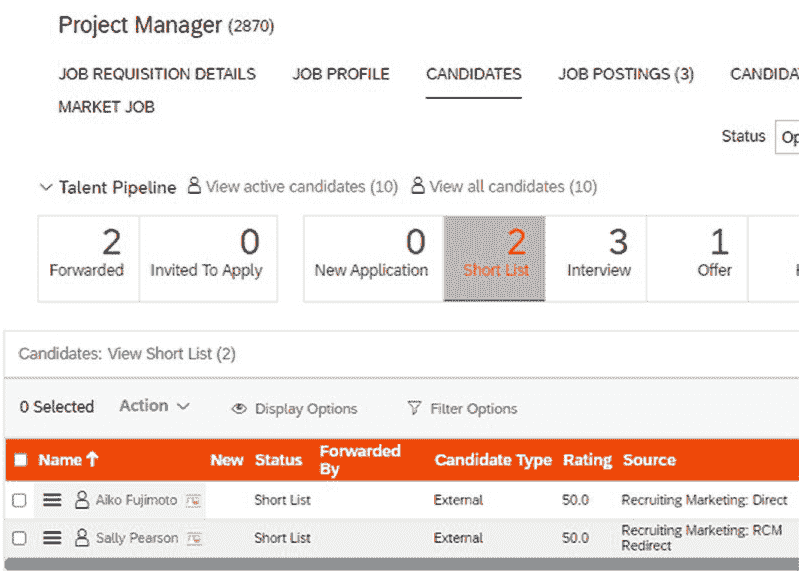 Project Manager (2870)
JOB REQUISITION DETAILS JOB PROFILE CANDIDATES JOB POSTINGS (3) CANDIDA
MARKET JOB
Status Op
Talent Pipeline View active candidates (10) View all candidates (10)
2 0 0 2 3 1
Forwarded Invited To Apply New Application Short List Interview Offer
Candidates: View Short List (2)
0 Selected Action Display Options Filter Options
Name New Status Forwarded By Candidate Type Rating Source
Aiko Fujimoto Short List External 50.0 Recruiting Marketing: Direct
Sally Pearson Short List External 50.0 Recruiting Marketing: RCM
Redirect